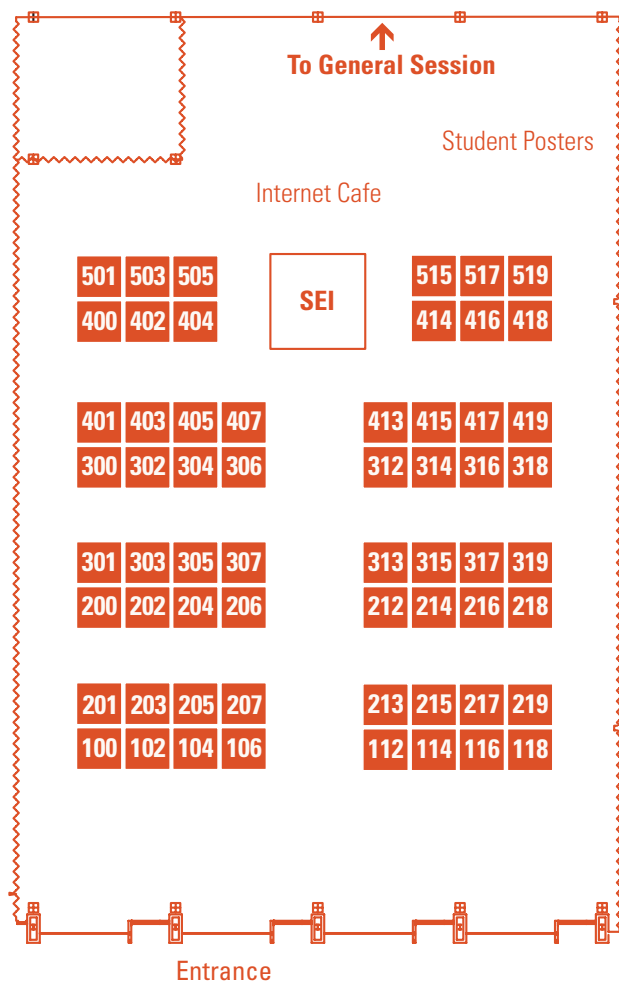 To General Session
Student Posters
Internet Cafe
501 503 505
400 402 404
SEI
515 517 519
414 416 418
401 403 405 407
300 302 304 306
413 415 417 419
312 314 316 318
301 303 305 307
200 202 204 206
313 315 317 319
212 214 216 218
201 203 205 207
100 102 104 106
213 215 217 219
112 114 116 118
Entrance